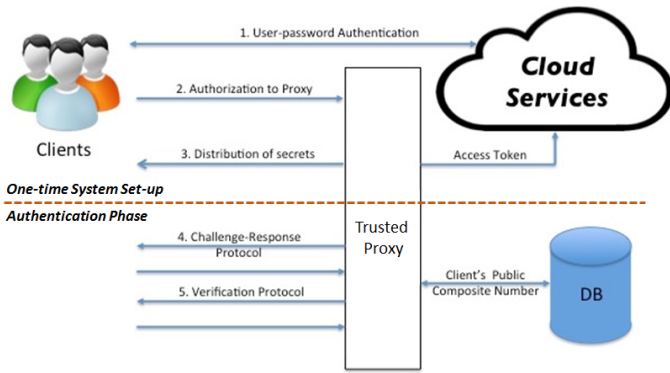 1. User-password Authentication
Cloud
Services
2. Authorization to Proxy
Clients
3. Distribution of secrets
Access Token
One-time System Set-up
Authentication Phase
Trusted
Proxy
4. Challenge-Response
Protocol
Client's Public
Composite Number
DB
5. Verification Protocol